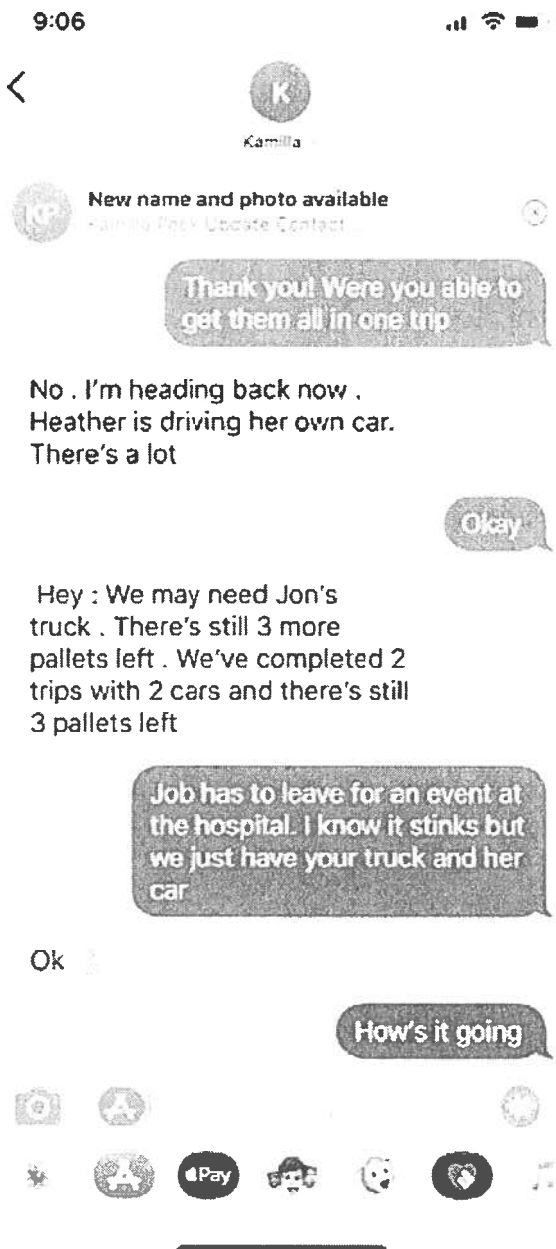 9:06
K
Kamilla
New name and photo available
KP
Update Contact
Thank you! Were you able to
get them all in one trip
No . I'm heading back now .
Heather is driving her own car.
There's a lot
Okay
Hey : We may need Jon's
truck . There's still 3 more
pallets left . We've completed 2
trips with 2 cars and there's still
3 pallets left
Job has to leave for an event at
the hospital. I know it stinks but
we just have your truck and her
car
Ok
How's it going
Pay